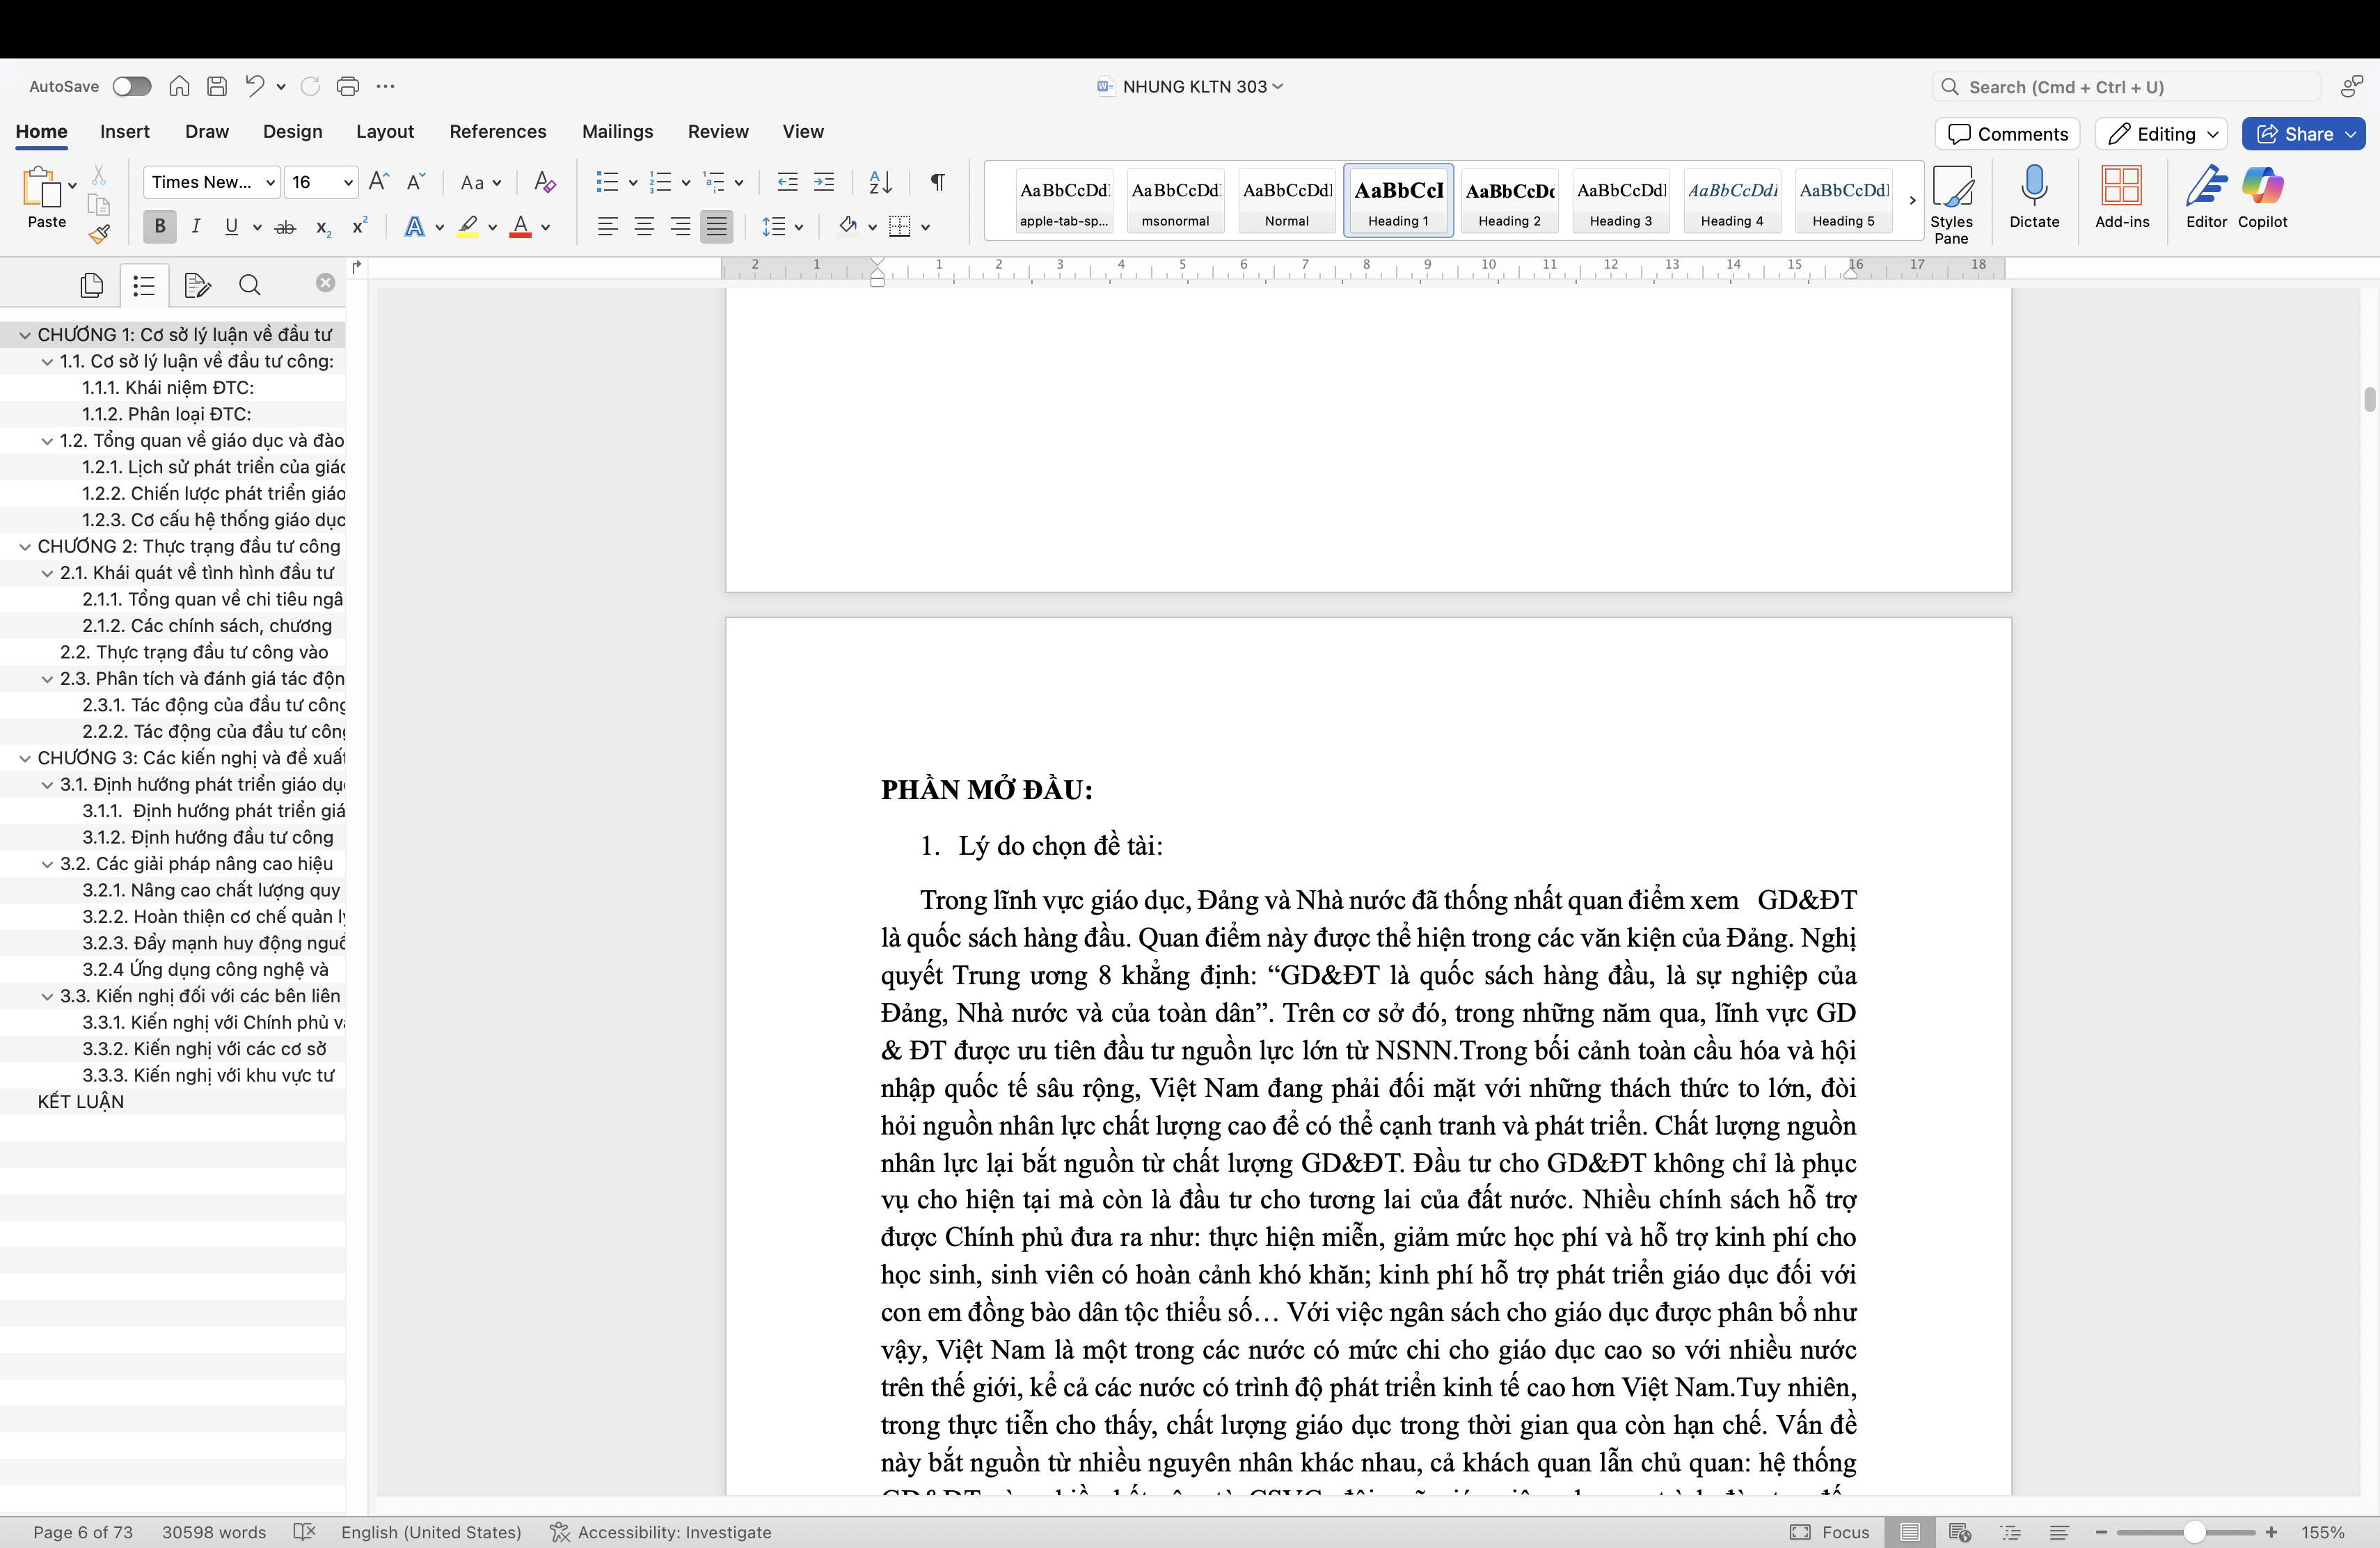 AutoSave
NHUNG KLTN 303
Search (Cmd + Ctrl + U)
Home Insert Draw Design Layout References Mailings Review View
Comments Editing Share
Paste
Times New... 16
AaBbCcDdI apple-tab-sp...
AaBbCcDdI msonormal
AaBbCcDdI Normal
AaBbCcI Heading 1
AaBbCcDc Heading 2
AaBbCcDdI Heading 3
AaBbCcDdI Heading 4
AaBbCcDdI Heading 5
Styles Pane
Dictate
Add-ins
Editor
Copilot
2 1 1 2 3 4 5 6 7 8 9 10 11 12 13 14 15 16 17 18
CHƯƠNG 1: Cơ sở lý luận về đầu tư
1.1. Cơ sở lý luận về đầu tư công:
1.1.1. Khái niệm ĐTC:
1.1.2. Phân loại ĐTC:
1.2. Tổng quan về giáo dục và đào
1.2.1. Lịch sử phát triển của giáo
1.2.2. Chiến lược phát triển giáo
1.2.3. Cơ cấu hệ thống giáo dục
CHƯƠNG 2: Thực trạng đầu tư công
2.1. Khái quát về tình hình đầu tư
2.1.1. Tổng quan về chi tiêu ngâ
2.1.2. Các chính sách, chương
2.2. Thực trạng đầu tư công vào
2.3. Phân tích và đánh giá tác độn
2.3.1. Tác động của đầu tư công
2.2.2. Tác động của đầu tư công
CHƯƠNG 3: Các kiến nghị và đề xuất
3.1. Định hướng phát triển giáo dục
3.1.1. Định hướng phát triển giá
3.1.2. Định hướng đầu tư công
3.2. Các giải pháp nâng cao hiệu
3.2.1. Nâng cao chất lượng quy
3.2.2. Hoàn thiện cơ chế quản lý
3.2.3. Đẩy mạnh huy động nguồ
3.2.4 Ứng dụng công nghệ và
3.3. Kiến nghị đối với các bên liên
3.3.1. Kiến nghị với Chính phủ và
3.3.2. Kiến nghị với các cơ sở
3.3.3. Kiến nghị với khu vực tư
KẾT LUẬN
PHẦN MỞ ĐẦU:
1. Lý do chọn đề tài:
Trong lĩnh vực giáo dục, Đảng và Nhà nước đã thống nhất quan điểm xem GD&ĐT
là quốc sách hàng đầu. Quan điểm này được thể hiện trong các văn kiện của Đảng. Nghị
quyết Trung ương 8 khẳng định: “GD&ĐT là quốc sách hàng đầu, là sự nghiệp của
Đảng, Nhà nước và của toàn dân”. Trên cơ sở đó, trong những năm qua, lĩnh vực GD
& ĐT được ưu tiên đầu tư nguồn lực lớn từ NSNN.Trong bối cảnh toàn cầu hóa và hội
nhập quốc tế sâu rộng, Việt Nam đang phải đối mặt với những thách thức to lớn, đòi
hỏi nguồn nhân lực chất lượng cao để có thể cạnh tranh và phát triển. Chất lượng nguồn
nhân lực lại bắt nguồn từ chất lượng GD&ĐT. Đầu tư cho GD&ĐT không chỉ là phục
vụ cho hiện tại mà còn là đầu tư cho tương lai của đất nước. Nhiều chính sách hỗ trợ
được Chính phủ đưa ra như: thực hiện miễn, giảm mức học phí và hỗ trợ kinh phí cho
học sinh, sinh viên có hoàn cảnh khó khăn; kinh phí hỗ trợ phát triển giáo dục đối với
con em đồng bào dân tộc thiểu số… Với việc ngân sách cho giáo dục được phân bổ như
vậy, Việt Nam là một trong các nước có mức chi cho giáo dục cao so với nhiều nước
trên thế giới, kể cả các nước có trình độ phát triển kinh tế cao hơn Việt Nam.Tuy nhiên,
trong thực tiễn cho thấy, chất lượng giáo dục trong thời gian qua còn hạn chế. Vấn đề
này bắt nguồn từ nhiều nguyên nhân khác nhau, cả khách quan lẫn chủ quan: hệ thống
Page 6 of 73 30598 words English (United States) Accessibility: Investigate Focus 155%